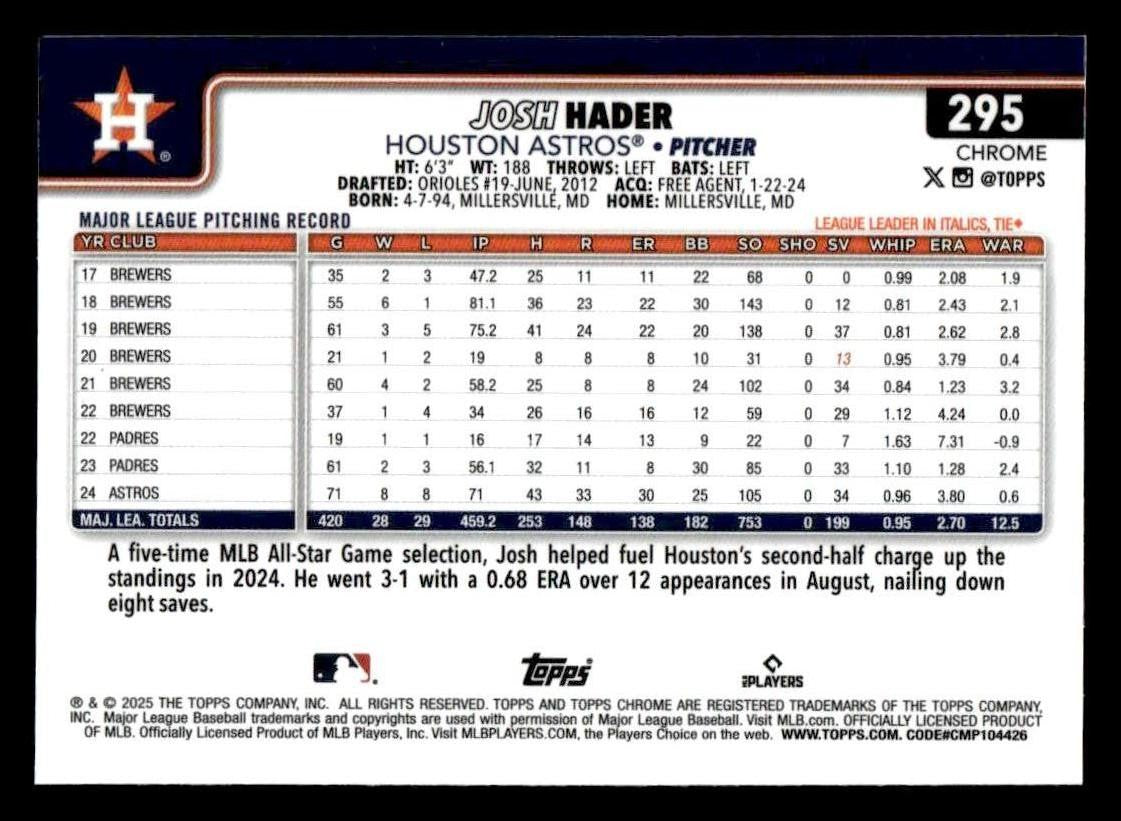 H ®
JOSH HADER
295
HOUSTON ASTROS® • PITCHER
CHROME
HT: 6'3" WT: 188 THROWS: LEFT BATS: LEFT
@TOPPS
DRAFTED: ORIOLES #19-JUNE, 2012 ACQ: FREE AGENT, 1-22-24
BORN: 4-7-94, MILLERSVILLE, MD HOME: MILLERSVILLE, MD
MAJOR LEAGUE PITCHING RECORD LEAGUE LEADER IN ITALICS, TIE♦
YR CLUB G W L IP H R ER BB SO SHO SV WHIP ERA WAR
17 BREWERS 35 2 3 47.2 25 11 11 22 68 0 0 0.99 2.08 1.9
18 BREWERS 55 6 1 81.1 36 23 22 30 143 0 12 0.81 2.43 2.1
19 BREWERS 61 3 5 75.2 41 24 22 20 138 0 37 0.81 2.62 2.8
20 BREWERS 21 1 2 19 8 8 8 10 31 0 13 0.95 3.79 0.4
21 BREWERS 60 4 2 58.2 25 8 8 24 102 0 34 0.84 1.23 3.2
22 BREWERS 37 1 4 34 26 16 16 12 59 0 29 1.12 4.24 0.0
22 PADRES 19 1 1 16 17 14 13 9 22 0 7 1.63 7.31 -0.9
23 PADRES 61 2 3 56.1 32 11 8 30 85 0 33 1.10 1.28 2.4
24 ASTROS 71 8 8 71 43 33 30 25 105 0 34 0.96 3.80 0.6
MAJ. LEA. TOTALS 420 28 29 459.2 253 148 138 182 753 0 199 0.95 2.70 12.5
A five-time MLB All-Star Game selection, Josh helped fuel Houston's second-half charge up the
standings in 2024. He went 3-1 with a 0.68 ERA over 12 appearances in August, nailing down
eight saves.
Topps®
MLB PLAYERS
® & © 2025 THE TOPPS COMPANY, INC. ALL RIGHTS RESERVED. TOPPS AND TOPPS CHROME ARE REGISTERED TRADEMARKS OF THE TOPPS COMPANY,
INC. Major League Baseball trademarks and copyrights are used with permission of Major League Baseball. Visit MLB.com. OFFICIALLY LICENSED PRODUCT
OF MLB. Officially Licensed Product of MLB Players, Inc. Visit MLBPLAYERS.COM, the Players Choice on the web. WWW.TOPPS.COM. CODE#CMP104426